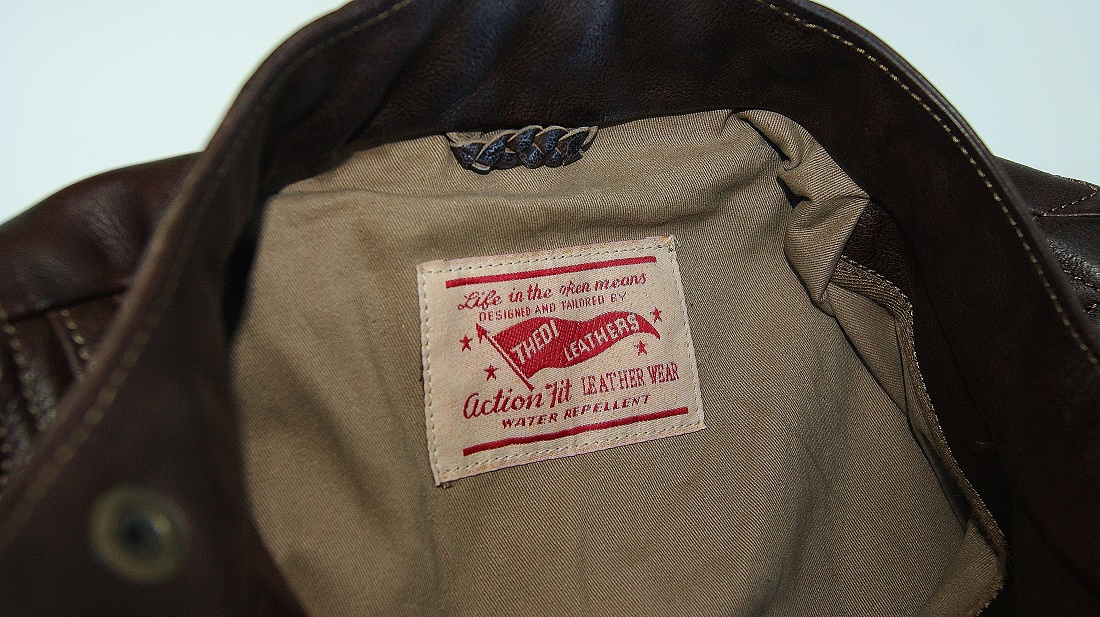 Life in the open means
DESIGNED AND TAILORED BY
THEDI LEATHERS
Action Fit LEATHER WEAR
WATER REPELLENT